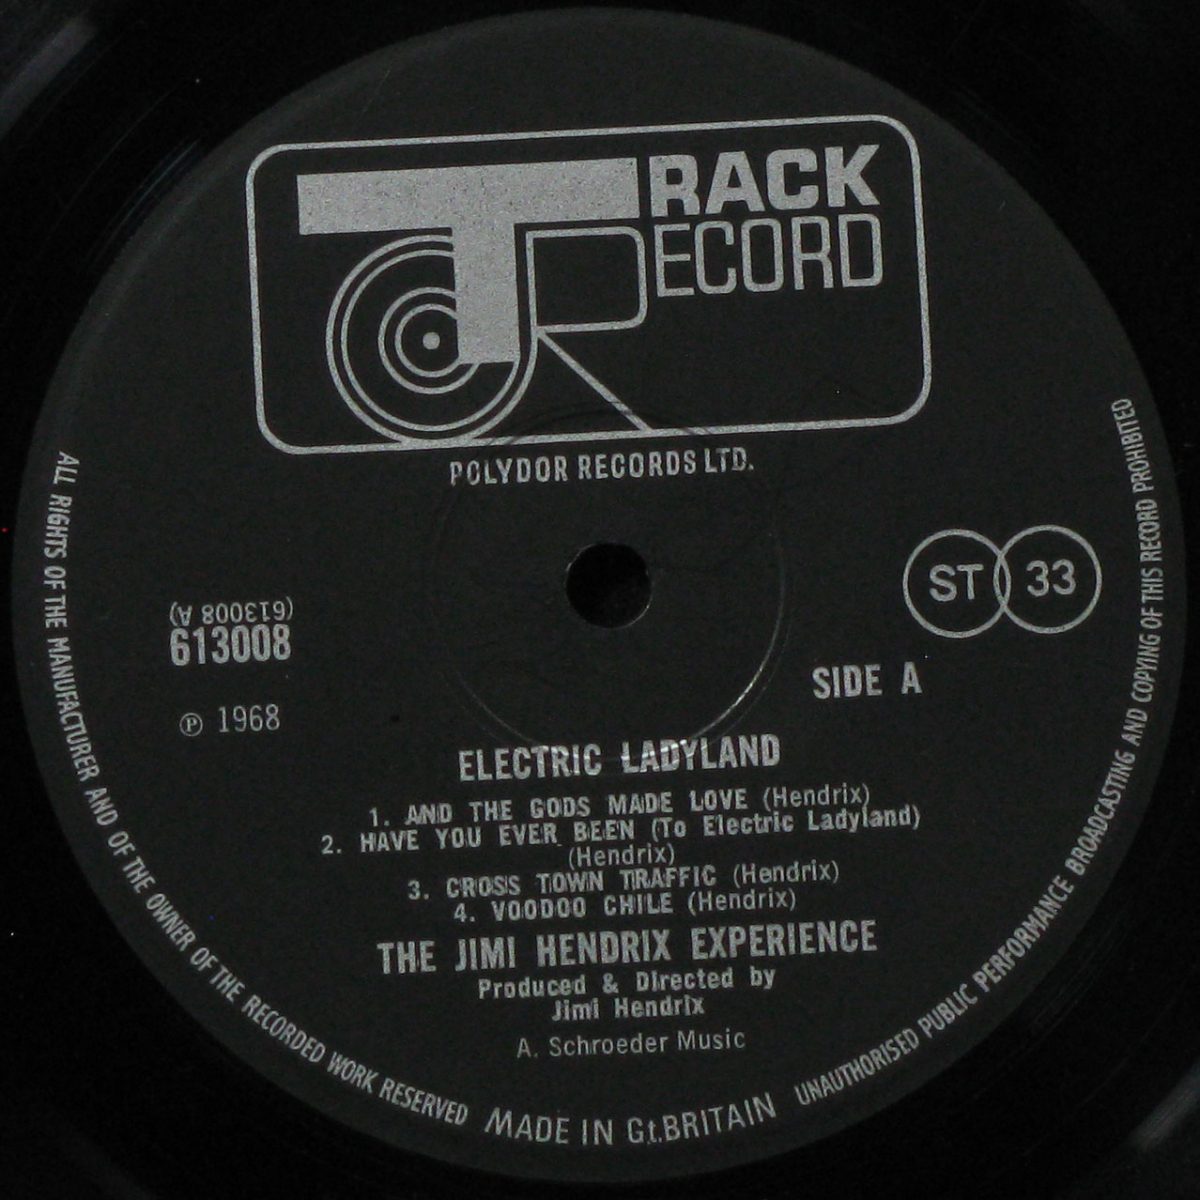 TRACK
RECORD
POLYDOR RECORDS LTD.
ST 33
(613008 A)
613008
SIDE A
℗ 1968
ELECTRIC LADYLAND
1. AND THE GODS MADE LOVE (Hendrix)
2. HAVE YOU EVER BEEN (To Electric Ladyland)
(Hendrix)
3. CROSS TOWN TRAFFIC (Hendrix)
4. VOODOO CHILE (Hendrix)
THE JIMI HENDRIX EXPERIENCE
Produced & Directed by
Jimi Hendrix
A. Schroeder Music
ALL RIGHTS OF THE MANUFACTURER AND OF THE OWNER OF THE RECORDED WORK RESERVED
MADE IN Gt.BRITAIN
UNAUTHORISED PUBLIC PERFORMANCE BROADCASTING AND COPYING OF THIS RECORD PROHIBITED